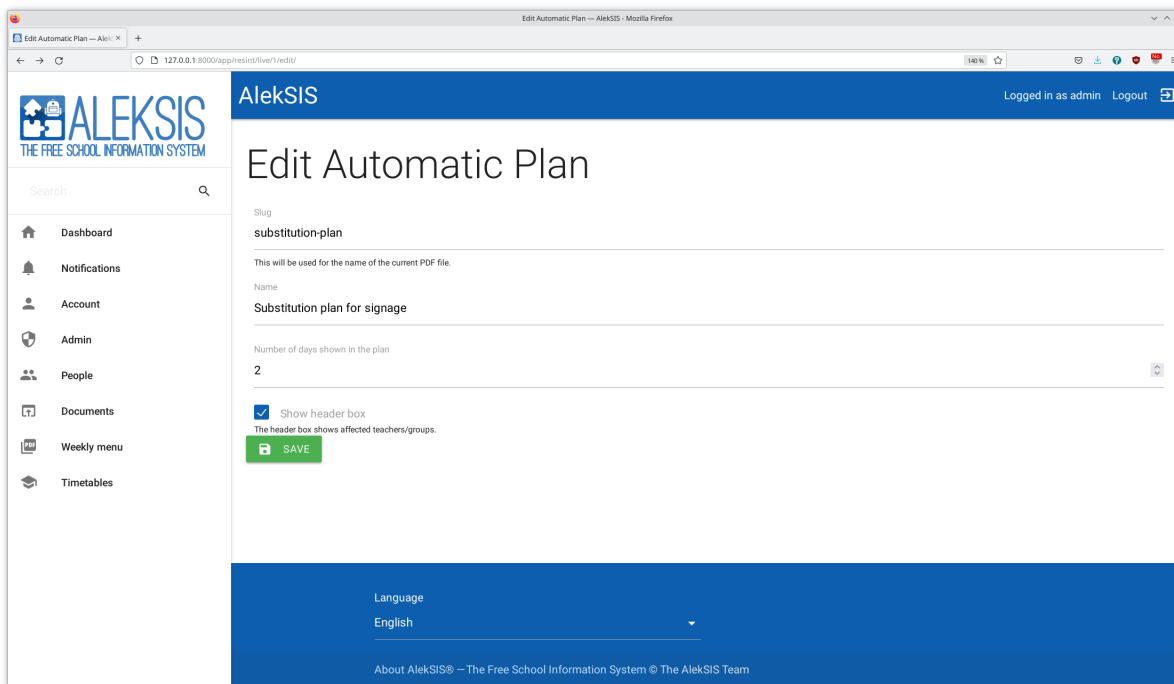 Edit Automatic Plan — AlekSIS - Mozilla Firefox
Edit Automatic Plan — Alek
127.0.0.1:8000/app/resint/live/1/edit/
140 %
ALEKSIS
THE FREE SCHOOL INFORMATION SYSTEM
AlekSIS
Logged in as admin Logout
Search
Dashboard
Notifications
Account
Admin
People
Documents
PDF
Weekly menu
Timetables
Edit Automatic Plan
Slug
substitution-plan
This will be used for the name of the current PDF file.
Name
Substitution plan for signage
Number of days shown in the plan
2
Show header box
The header box shows affected teachers/groups.
SAVE
Language
English
About AlekSIS® — The Free School Information System © The AlekSIS Team